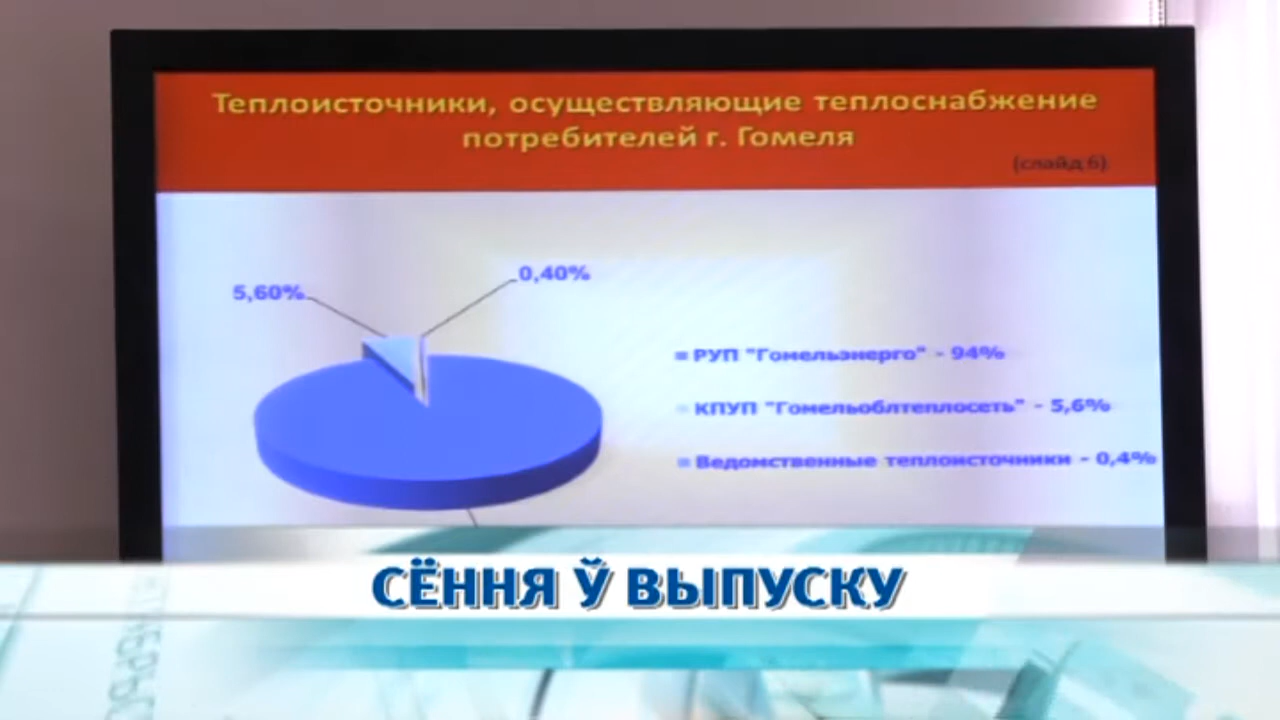 Теплоисточники, осуществляющие теплоснабжение
потребителей г. Гомеля
(слайд 6)
0,40%
5,60%
РУП "Гомельэнерго" - 94%
КПУП "Гомельоблтеплосеть" - 5,6%
Ведомственные теплоисточники - 0,4%
СЁННЯ Ў ВЫПУСКУ